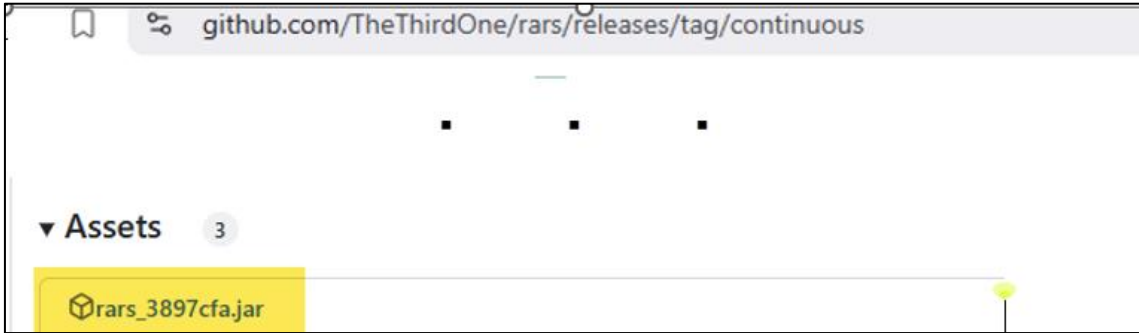 github.com/TheThirdOne/rars/releases/tag/continuous
. . .
Assets 3
rars_3897cfa.jar